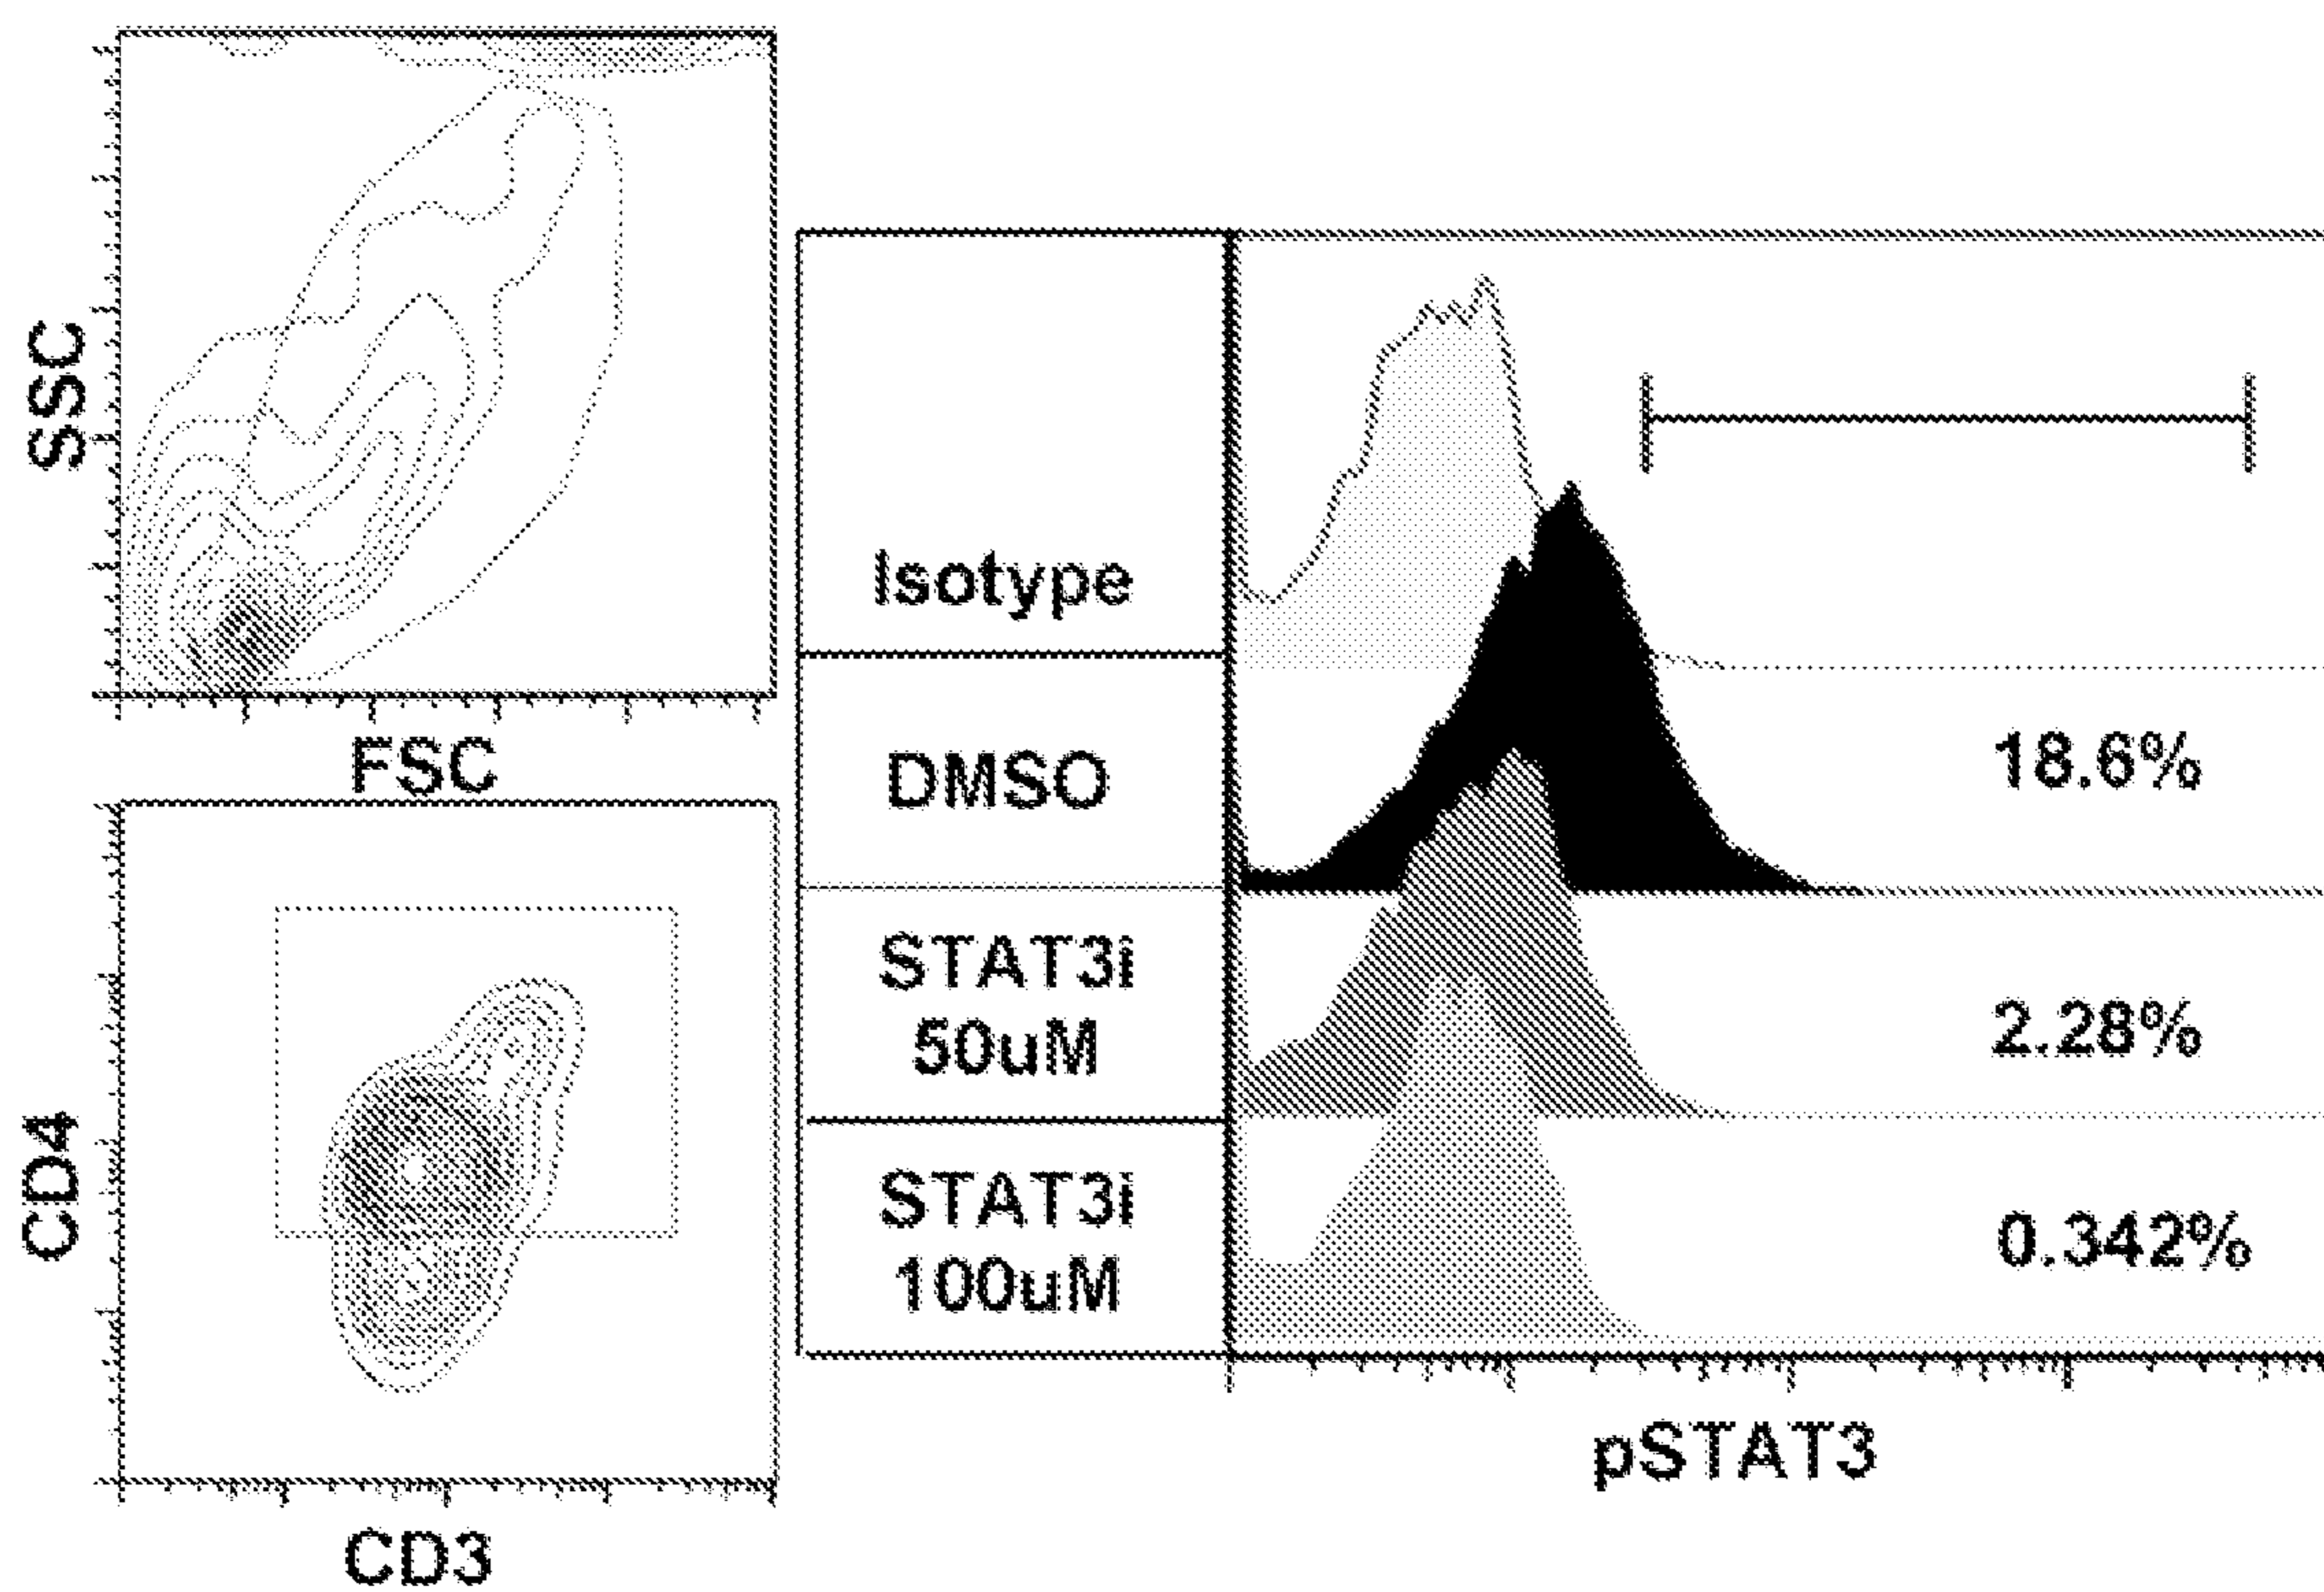 SSC
FSC
CD4
CD3
Isotype
DMSO
18.6%
STAT3i
50uM
2.28%
STAT3i
100uM
0.342%
pSTAT3